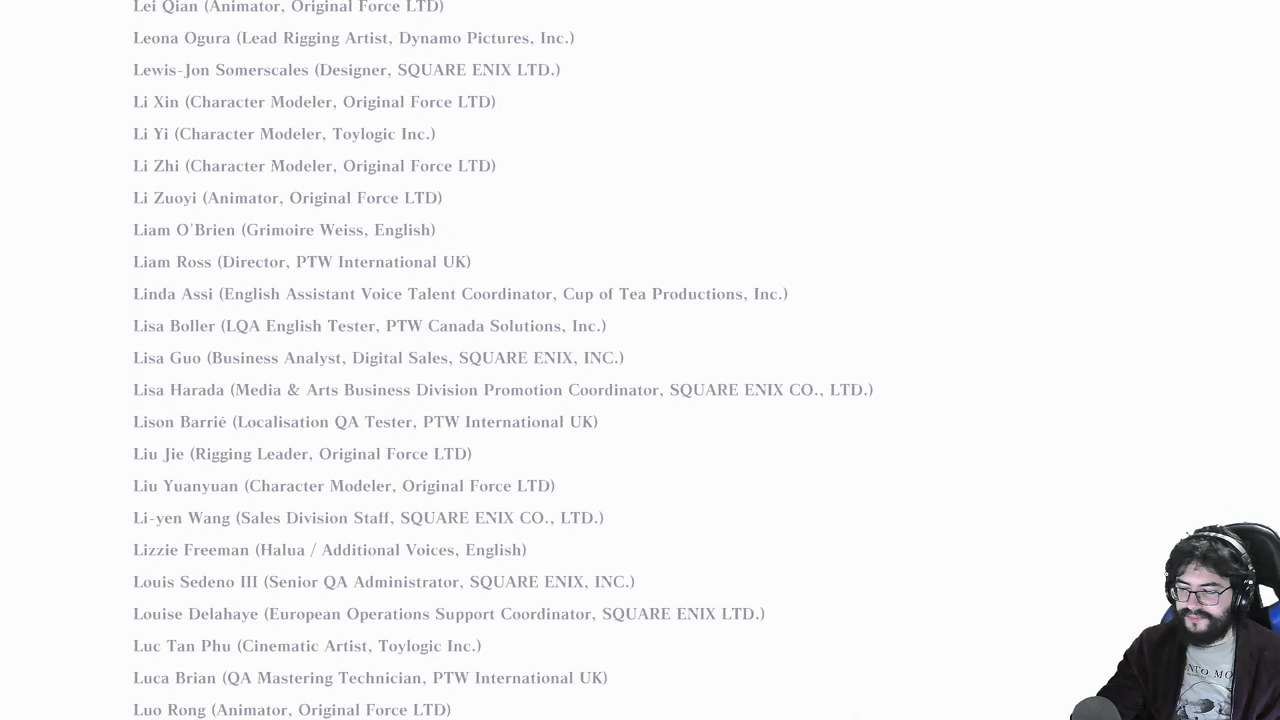 Lei Qian (Animator, Original Force LTD)
Leona Ogura (Lead Rigging Artist, Dynamo Pictures, Inc.)
Lewis-Jon Somerscales (Designer, SQUARE ENIX LTD.)
Li Xin (Character Modeler, Original Force LTD)
Li Yi (Character Modeler, Toylogic Inc.)
Li Zhi (Character Modeler, Original Force LTD)
Li Zuoyi (Animator, Original Force LTD)
Liam O'Brien (Grimoire Weiss, English)
Liam Ross (Director, PTW International UK)
Linda Assi (English Assistant Voice Talent Coordinator, Cup of Tea Productions, Inc.)
Lisa Boller (LQA English Tester, PTW Canada Solutions, Inc.)
Lisa Guo (Business Analyst, Digital Sales, SQUARE ENIX, INC.)
Lisa Harada (Media & Arts Business Division Promotion Coordinator, SQUARE ENIX CO., LTD.)
Lison Barrié (Localisation QA Tester, PTW International UK)
Liu Jie (Rigging Leader, Original Force LTD)
Liu Yuanyuan (Character Modeler, Original Force LTD)
Li-yen Wang (Sales Division Staff, SQUARE ENIX CO., LTD.)
Lizzie Freeman (Halua / Additional Voices, English)
Louis Sedeno III (Senior QA Administrator, SQUARE ENIX, INC.)
Louise Delahaye (European Operations Support Coordinator, SQUARE ENIX LTD.)
Luc Tan Phu (Cinematic Artist, Toylogic Inc.)
Luca Brian (QA Mastering Technician, PTW International UK)
Luo Rong (Animator, Original Force LTD)